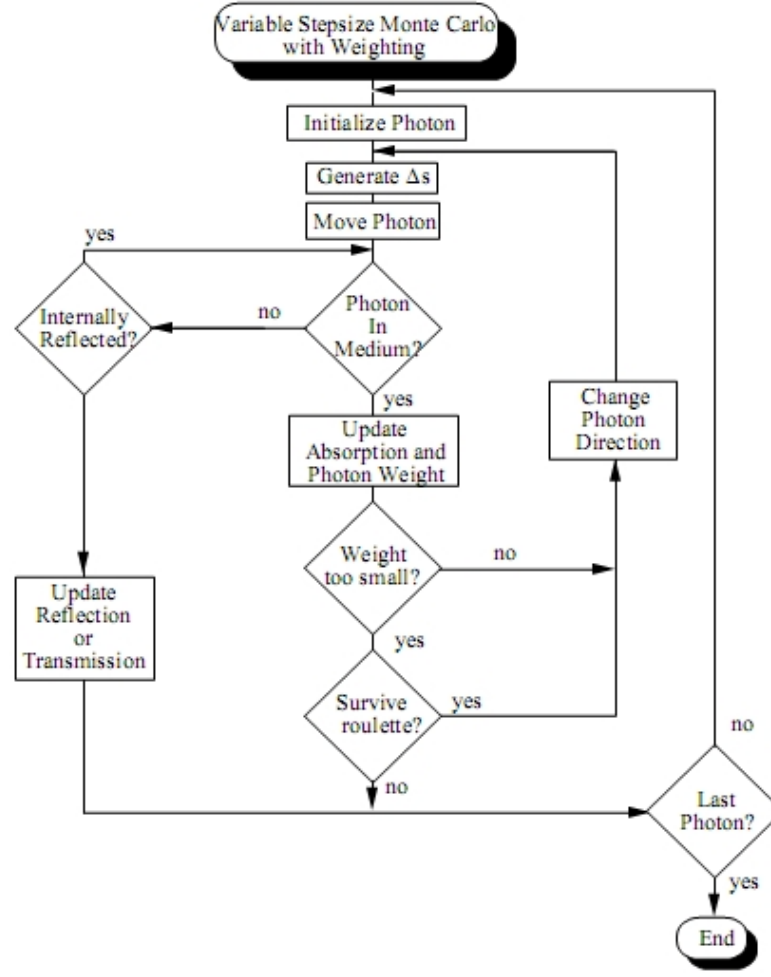 Variable Stepsize Monte Carlo
with Weighting
Initialize Photon
Generate Δs
Move Photon
yes
Internally
Reflected?
no
Photon
In
Medium?
yes
Change
Photon
Direction
Update
Absorption and
Photon Weight
Weight
too small?
no
yes
Update
Reflection
or
Transmission
Survive
roulette?
yes
no
no
Last
Photon?
yes
End